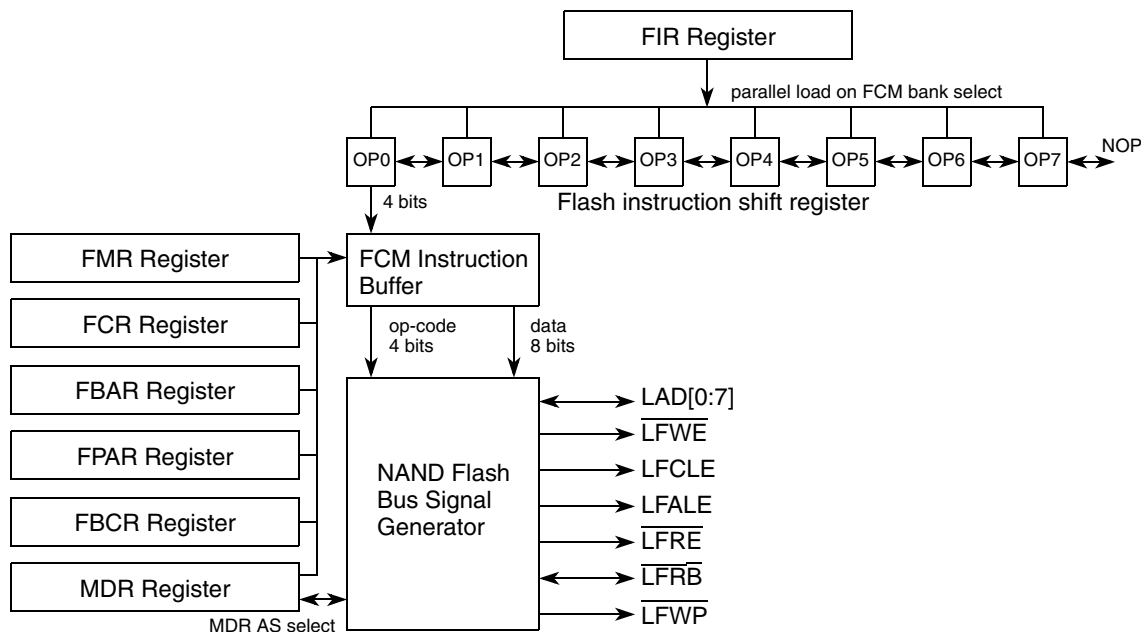 FIR Register
parallel load on FCM bank select
OP0 OP1 OP2 OP3 OP4 OP5 OP6 OP7 NOP
Flash instruction shift register
4 bits
FMR Register
FCM Instruction
Buffer
FCR Register
op-code
4 bits
data
8 bits
FBAR Register
FPAR Register
FBCR Register
MDR Register
MDR AS select
NAND Flash
Bus Signal
Generator
LAD[0:7]
LFWE
LFCLE
LFALE
LFRE
LFRB
LFWP